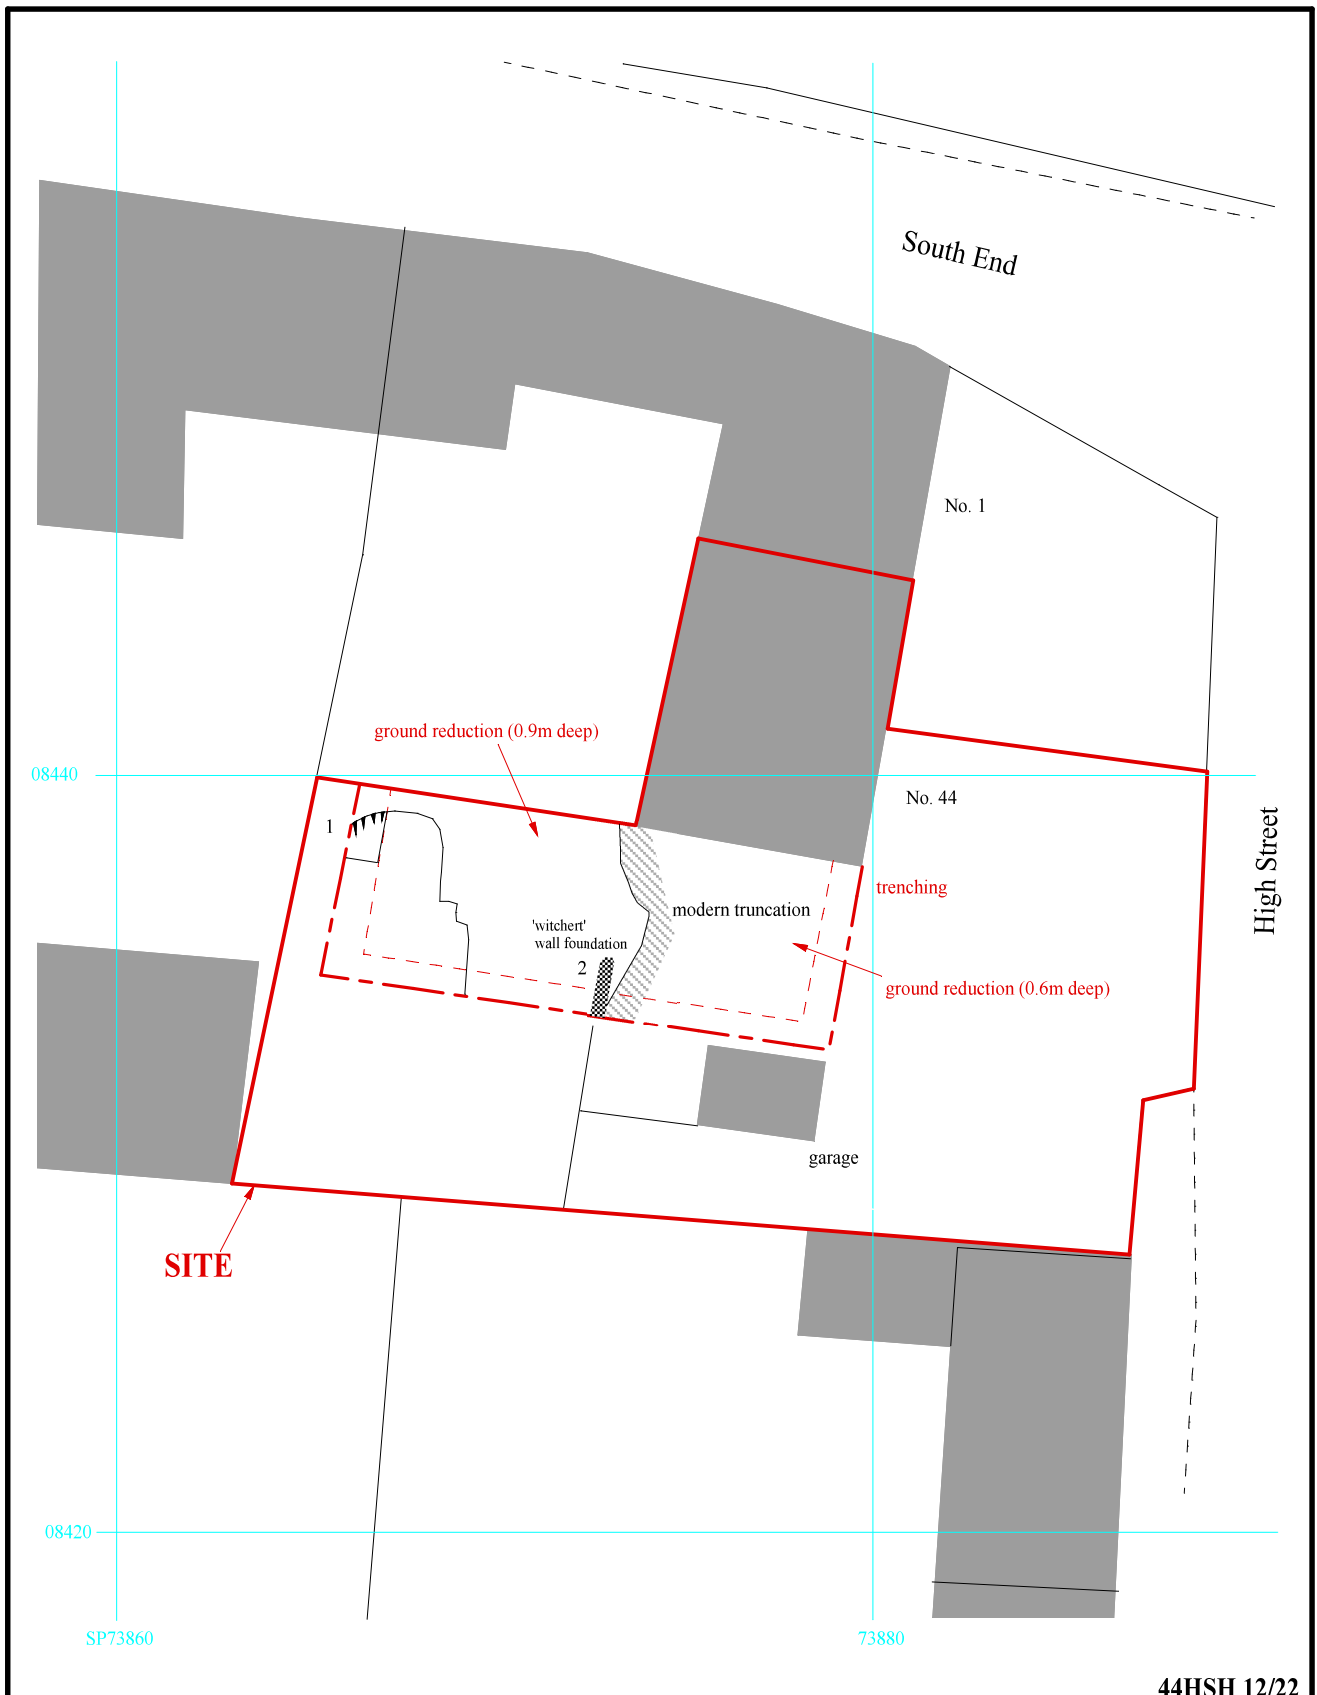 South End
No. 1
ground reduction (0.9m deep)
08440
No. 44
1
High Street
trenching
modern truncation
'witchert'
wall foundation
2
ground reduction (0.6m deep)
garage
SITE
08420
SP73860
73880
44HSH 12/22